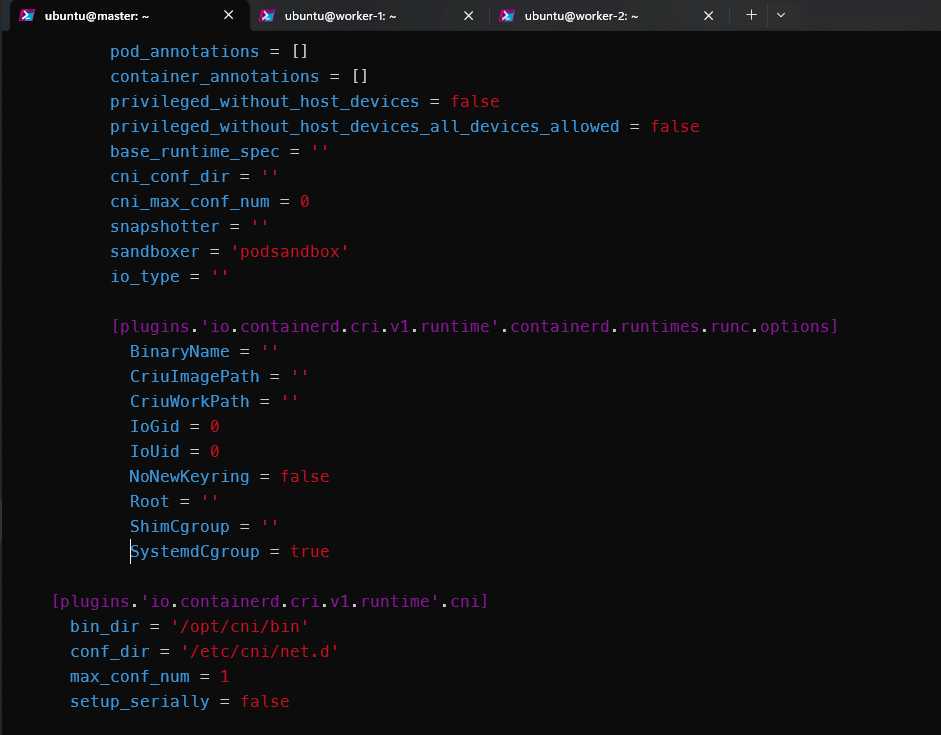 ubuntu@master: ~
ubuntu@worker-1: ~
ubuntu@worker-2: ~
pod_annotations = []
container_annotations = []
privileged_without_host_devices = false
privileged_without_host_devices_all_devices_allowed = false
base_runtime_spec = ''
cni_conf_dir = ''
cni_max_conf_num = 0
snapshotter = ''
sandboxer = 'podsandbox'
io_type = ''
[plugins.'io.containerd.cri.v1.runtime'.containerd.runtimes.runc.options]
BinaryName = ''
CriuImagePath = ''
CriuWorkPath = ''
IoGid = 0
IoUid = 0
NoNewKeyring = false
Root = ''
ShimCgroup = ''
SystemdCgroup = true
[plugins.'io.containerd.cri.v1.runtime'.cni]
bin_dir = '/opt/cni/bin'
conf_dir = '/etc/cni/net.d'
max_conf_num = 1
setup_serially = false